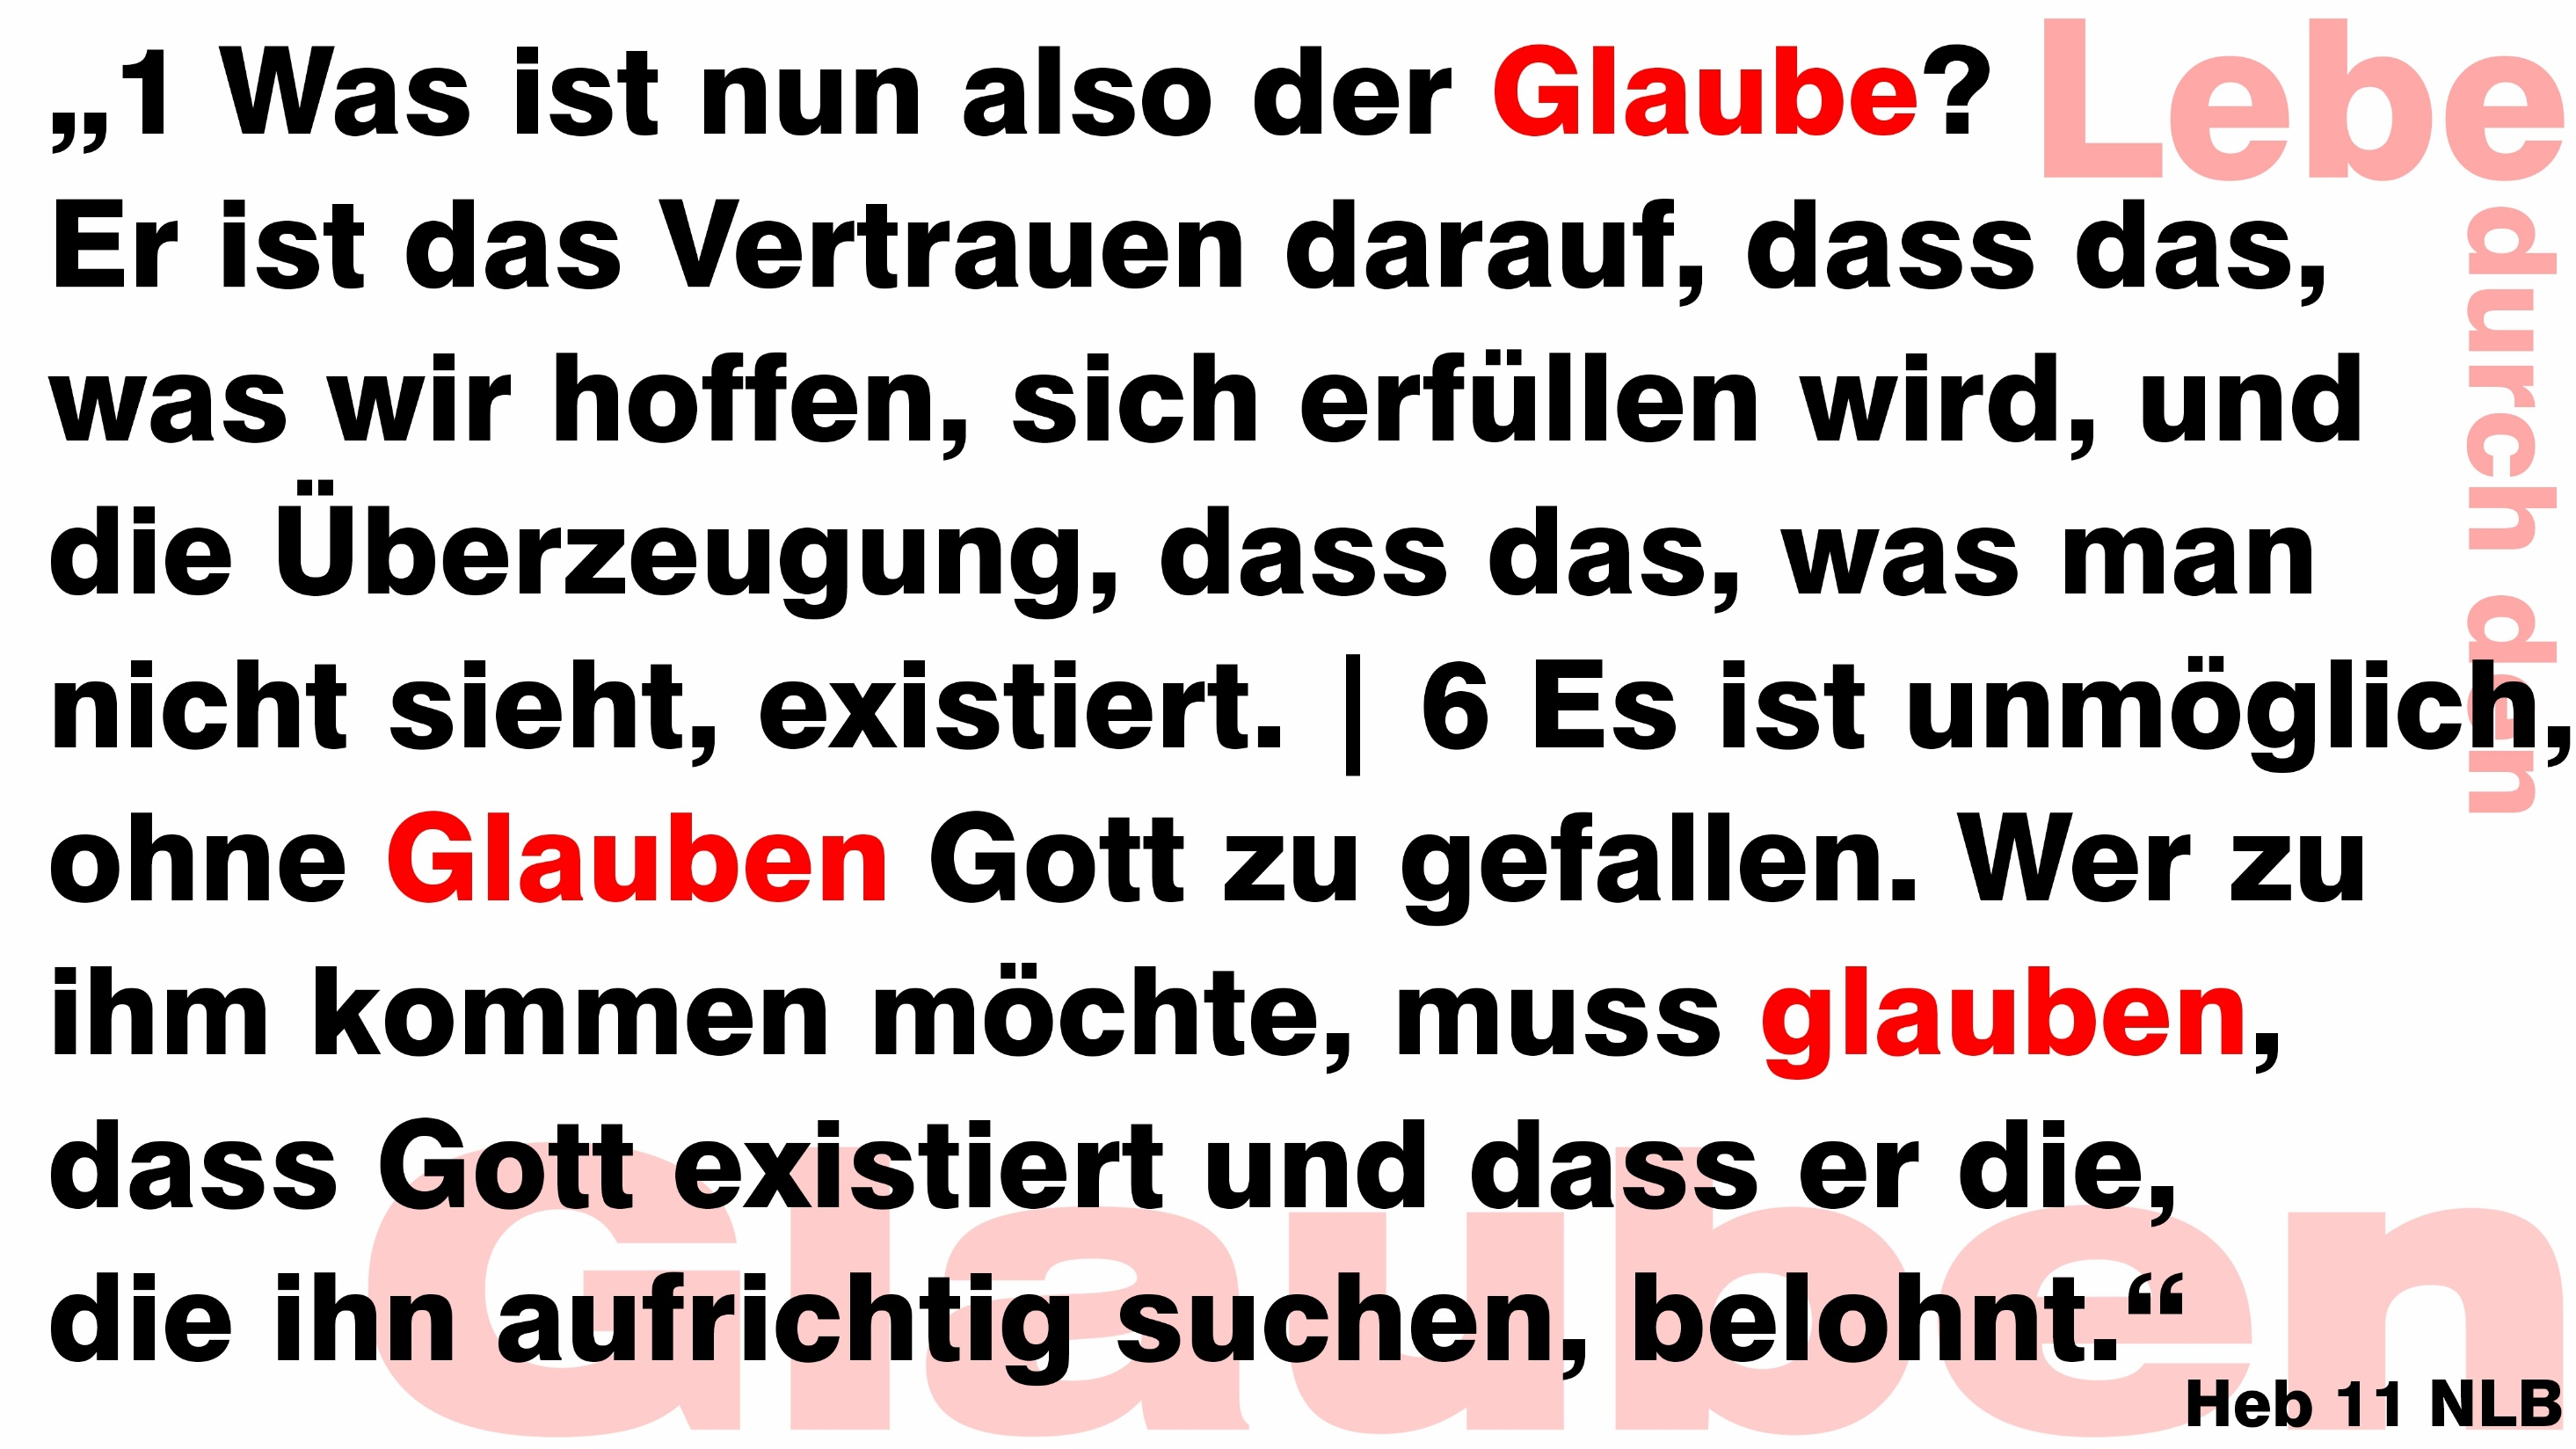 „1 Was ist nun also der Glaube?
Er ist das Vertrauen darauf, dass das,
was wir hoffen, sich erfüllen wird, und
die Überzeugung, dass das, was man
nicht sieht, existiert. | 6 Es ist unmöglich,
ohne Glauben Gott zu gefallen. Wer zu
ihm kommen möchte, muss glauben,
dass Gott existiert und dass er die,
die ihn aufrichtig suchen, belohnt.“
Heb 11 NLB
Lebe
durch den
Glauben